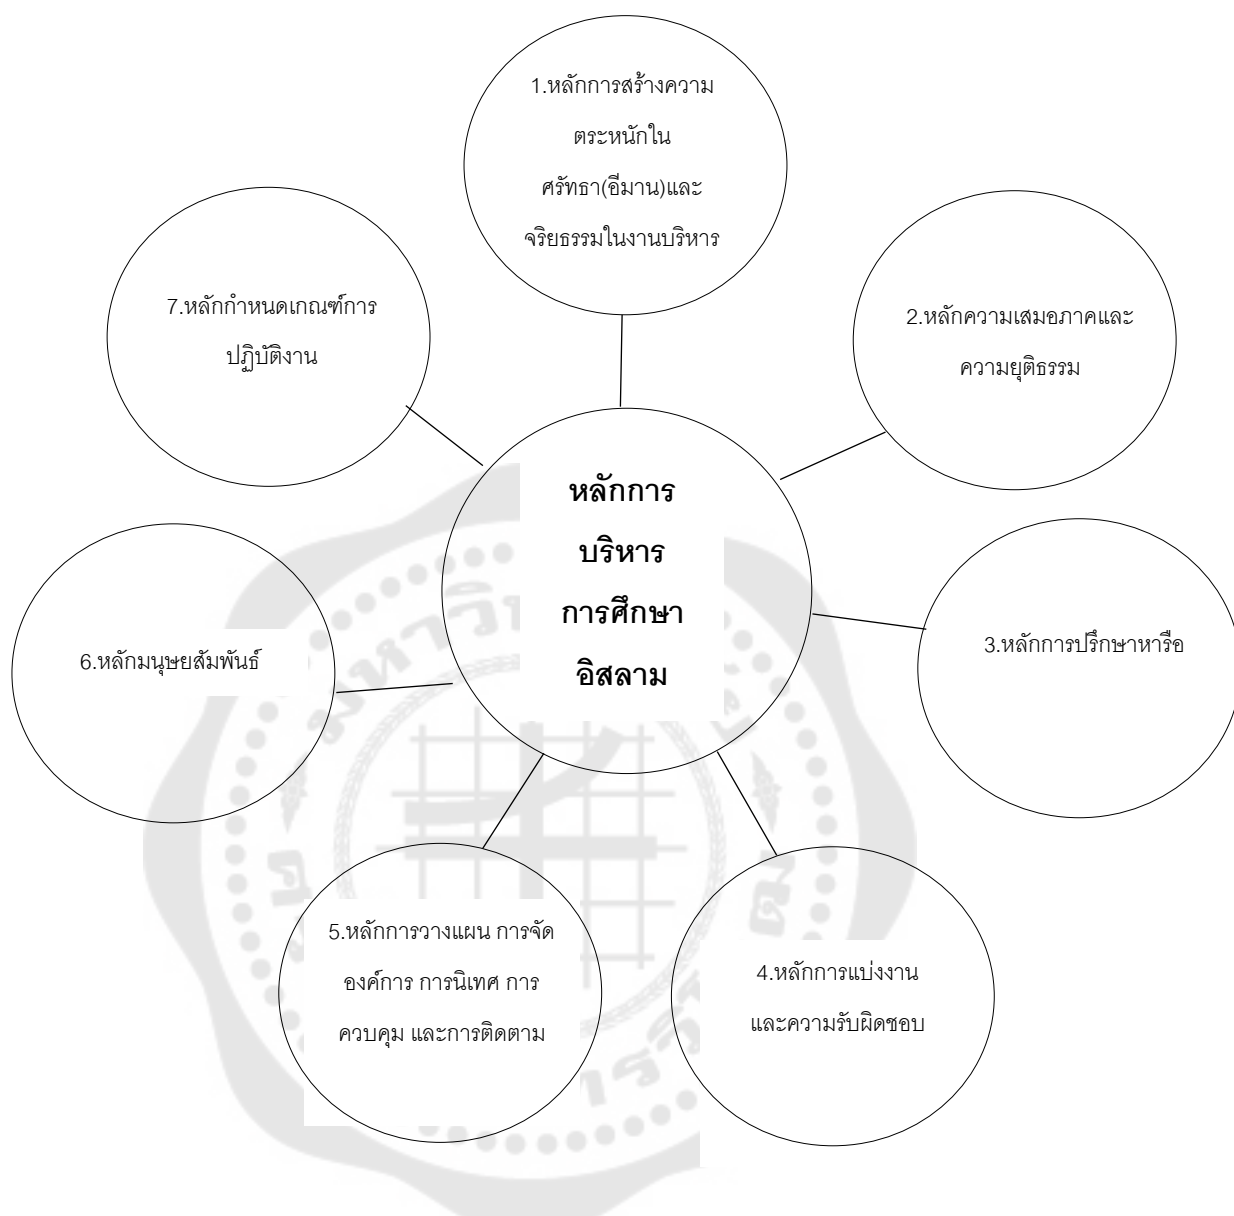 1.หลักการสร้างความ
ตระหนักใน
ศรัทธา(อีมาน)และ
จริยธรรมในงานบริหาร
2.หลักความเสมอภาคและ
ความยุติธรรม
3.หลักการปรึกษาหารือ
4.หลักการแบ่งงาน
และความรับผิดชอบ
5.หลักการวางแผน การจัด
องค์การ การนิเทศ การ
ควบคุม และการติดตาม
6.หลักมนุษยสัมพันธ์
7.หลักกำหนดเกณฑ์การ
ปฏิบัติงาน
หลักการ
บริหาร
การศึกษา
อิสลาม